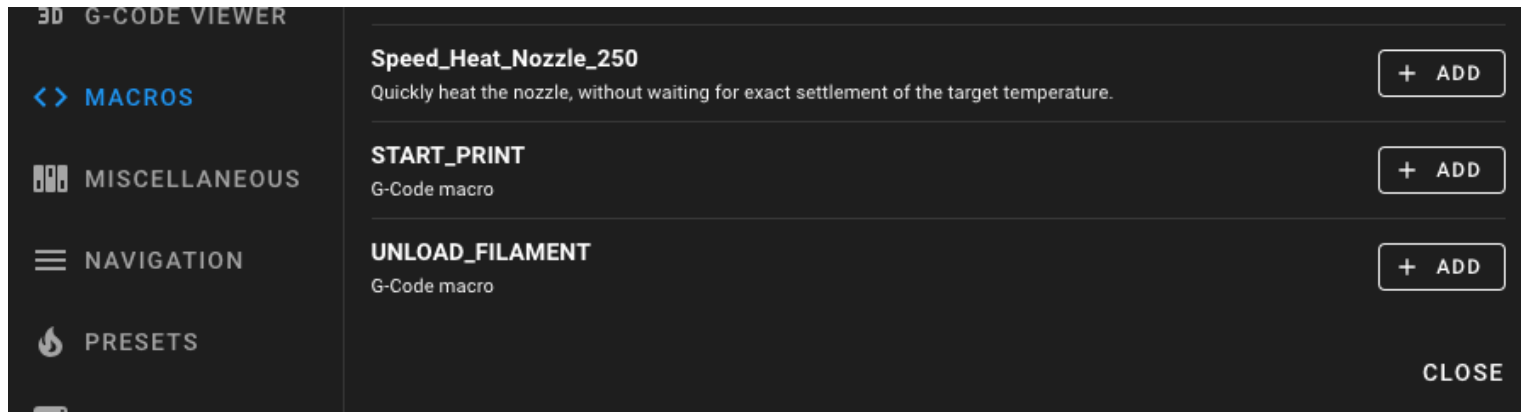 3D G-CODE VIEWER
MACROS
MISCELLANEOUS
NAVIGATION
PRESETS
Speed_Heat_Nozzle_250
Quickly heat the nozzle, without waiting for exact settlement of the target temperature.
+ ADD
START_PRINT
G-Code macro
+ ADD
UNLOAD_FILAMENT
G-Code macro
+ ADD
CLOSE